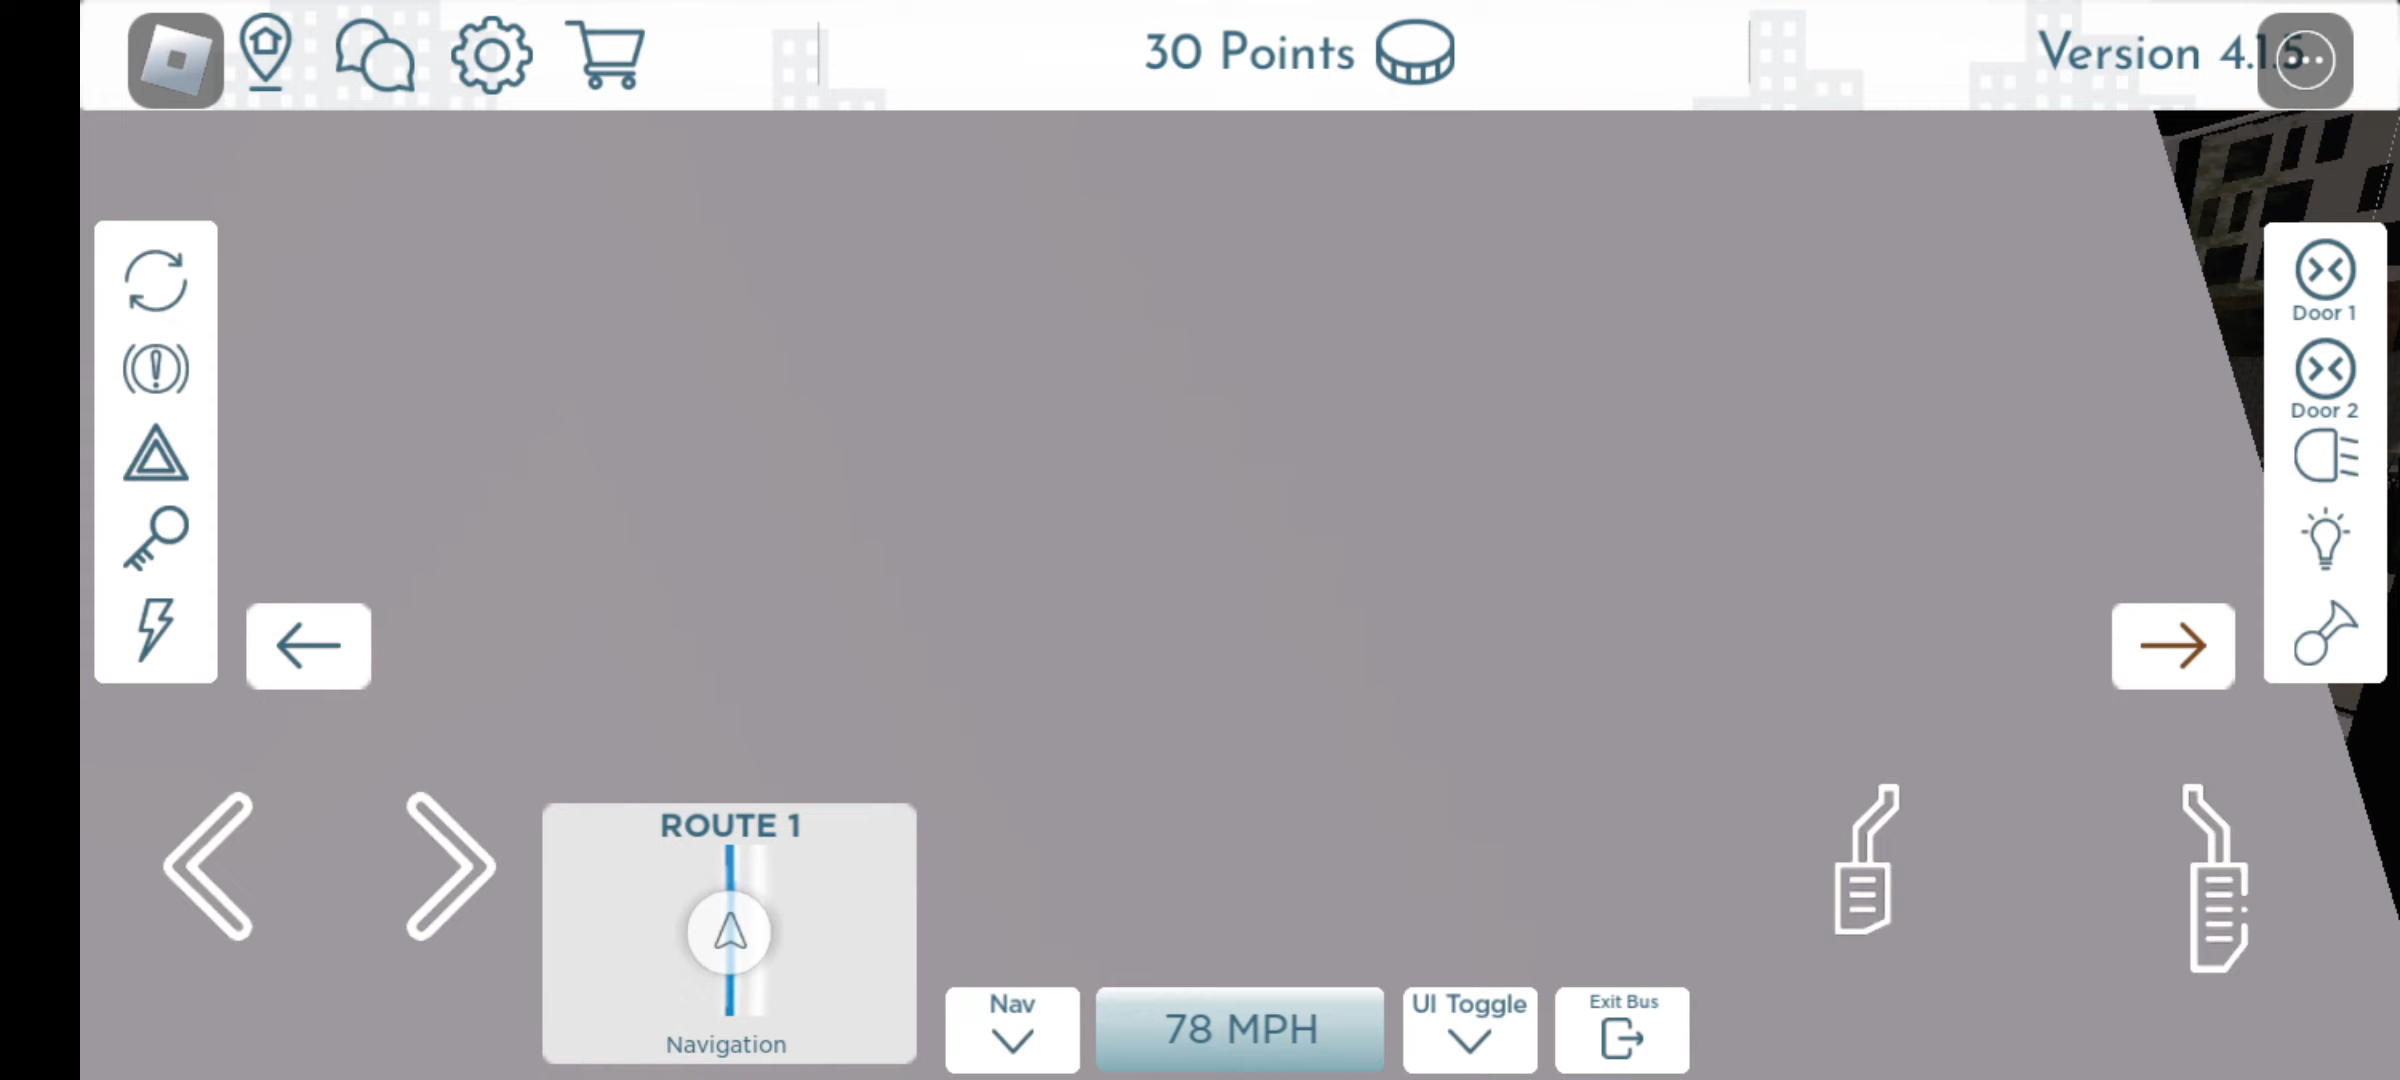 30 Points
Version 4.1.5
Door 1
Door 2
ROUTE 1
Navigation
Nav
78 MPH
UI Toggle
Exit Bus